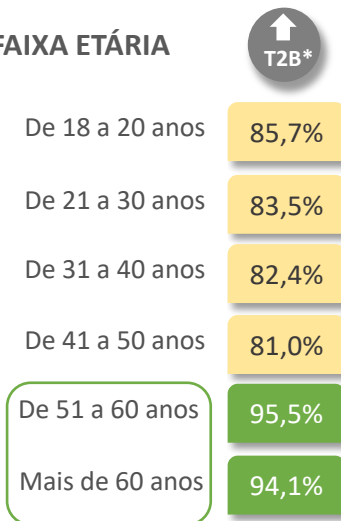 FAIXA ETÁRIA
T2B*
De 18 a 20 anos 85,7%
De 21 a 30 anos 83,5%
De 31 a 40 anos 82,4%
De 41 a 50 anos 81,0%
De 51 a 60 anos 95,5%
Mais de 60 anos 94,1%